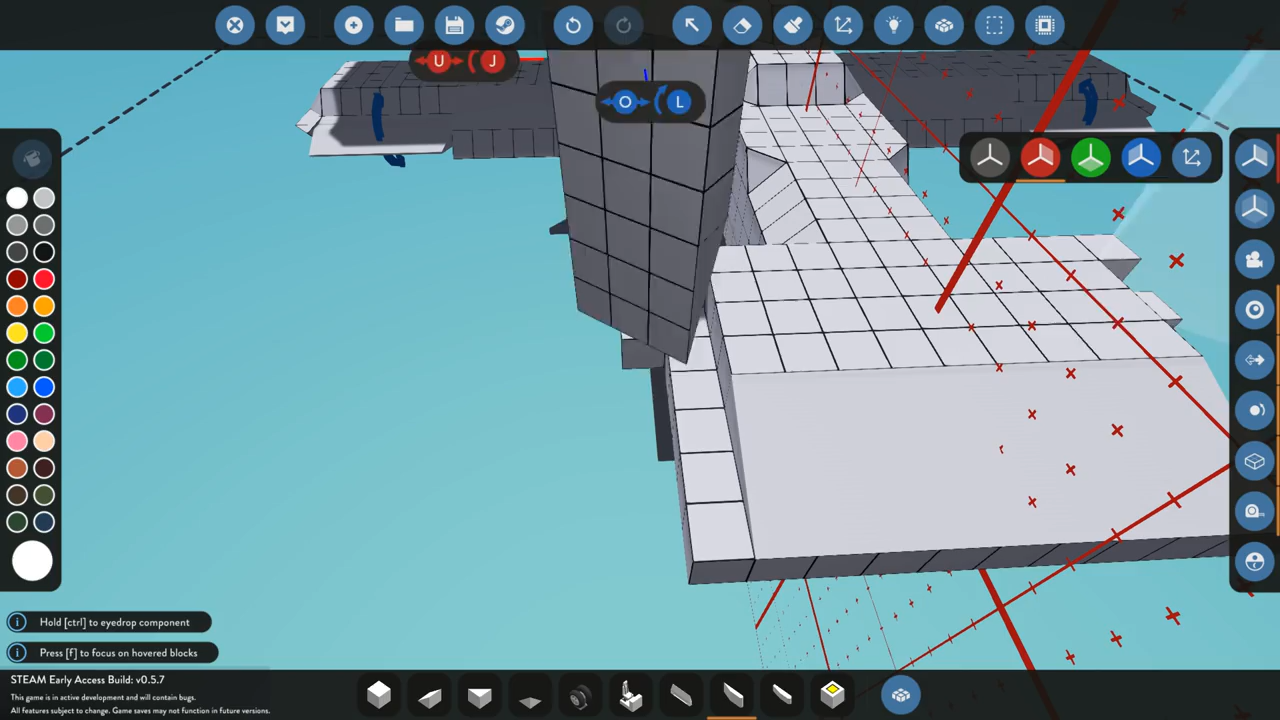 U J
O L
Hold [ctrl] to eyedrop component
Press [f] to focus on hovered blocks
STEAM Early Access Build: v0.5.7
This game is in active development and will contain bugs.
All features subject to change. Game saves may not function in future versions.